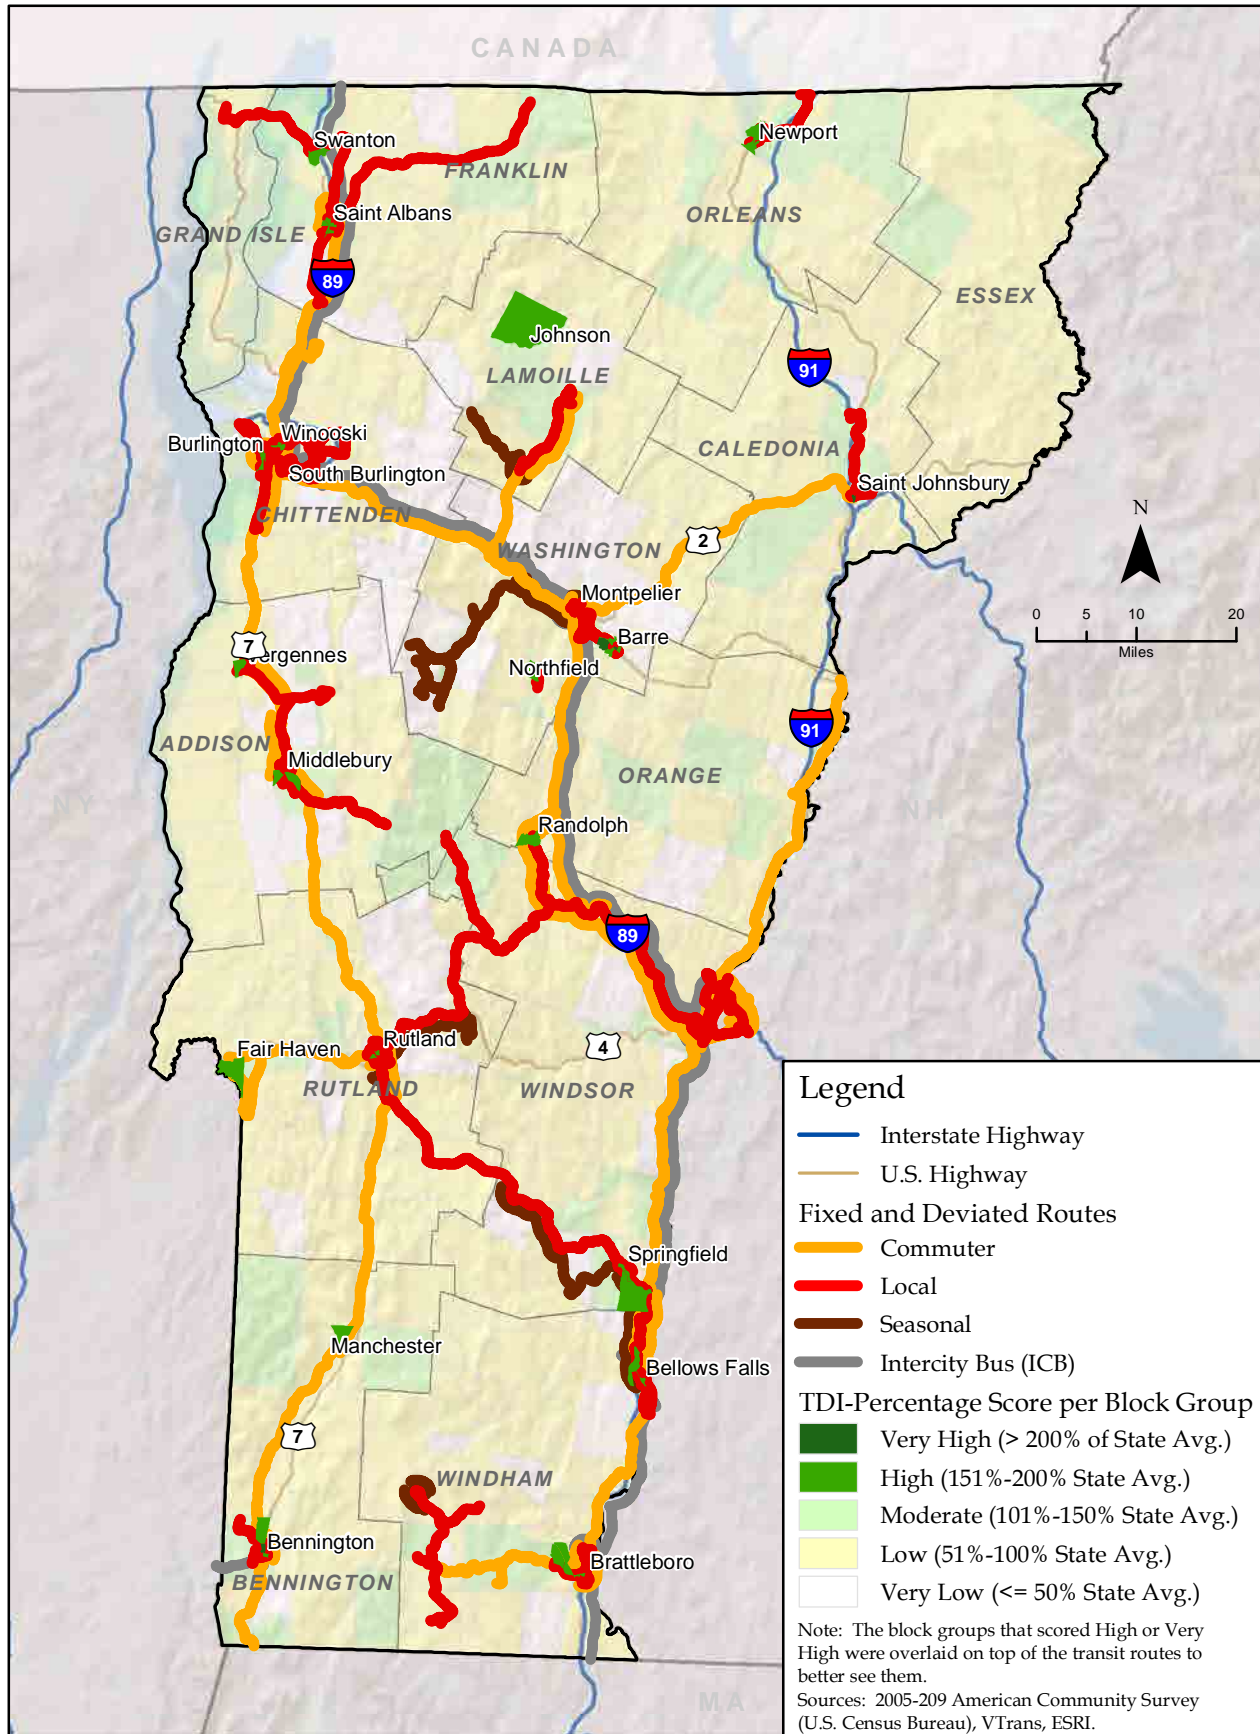 CANADA
Swanton
Newport
FRANKLIN
Saint Albans
ORLEANS
GRAND ISLE
89
ESSEX
Johnson
91
LAMOILLE
Winooski
Burlington
CALEDONIA
South Burlington
Saint Johnsbury
CHITTENDEN
N
2
WASHINGTON
Montpelier
0 5 10 20
Miles
Barre
7
Vergennes
Northfield
91
ADDISON
Middlebury
ORANGE
NY
NH
Randolph
89
Rutland
4
Fair Haven
RUTLAND
WINDSOR
Springfield
Manchester
Bellows Falls
7
WINDHAM
Bennington
Brattleboro
BENNINGTON
MA
Legend
Interstate Highway
U.S. Highway
Fixed and Deviated Routes
Commuter
Local
Seasonal
Intercity Bus (ICB)
TDI-Percentage Score per Block Group
Very High (> 200% of State Avg.)
High (151%-200% State Avg.)
Moderate (101%-150% State Avg.)
Low (51%-100% State Avg.)
Very Low (<= 50% State Avg.)
Note: The block groups that scored High or Very
High were overlaid on top of the transit routes to
better see them.
Sources: 2005-209 American Community Survey
(U.S. Census Bureau), VTrans, ESRI.